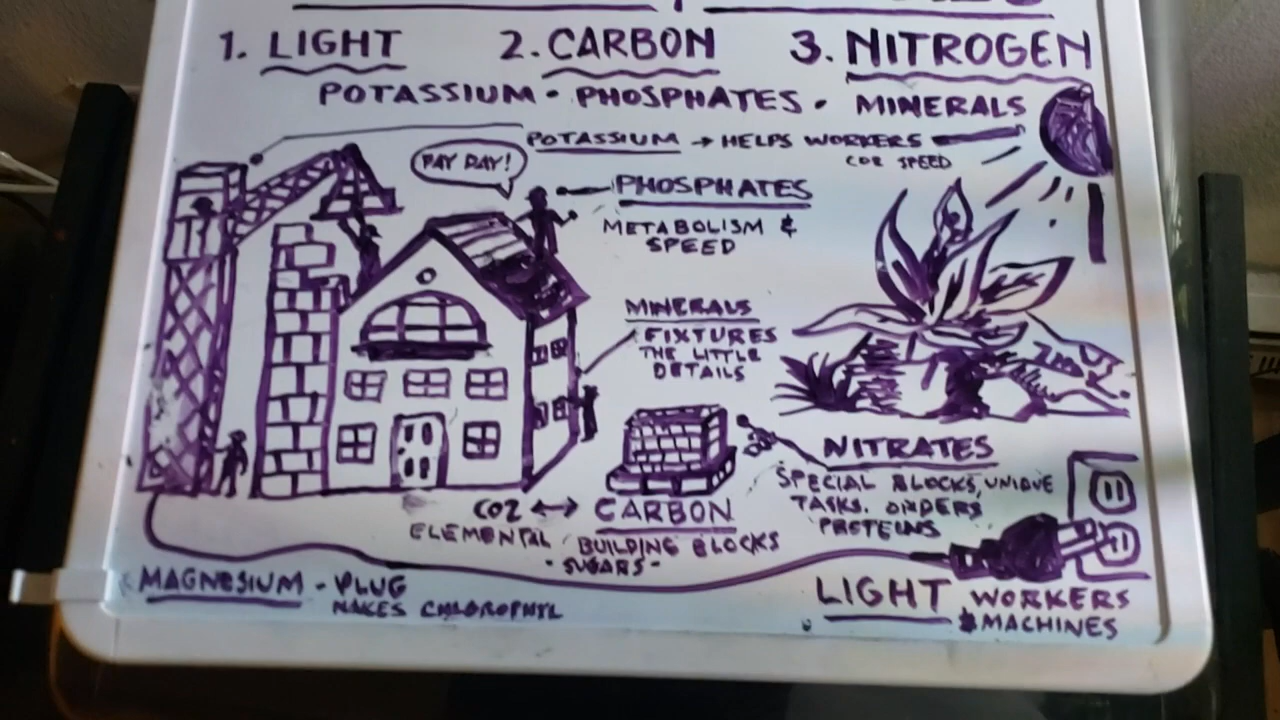 1. LIGHT 2. CARBON 3. NITROGEN
POTASSIUM - PHOSPHATES - MINERALS
POTASSIUM → HELPS WORKERS
CO2 SPEED
PAY DAY!
PHOSPHATES
METABOLISM &
SPEED
MINERALS
FIXTURES
THE LITTLE
DETAILS
NITRATES
SPECIAL BLOCKS, UNIQUE
TASKS. ORDERS
PROTEINS
CO2 ↔ CARBON
ELEMENTAL / BUILDING BLOCKS
- SUGARS -
MAGNESIUM - PLUG
MAKES CHLOROPHYL
LIGHT WORKERS
& MACHINES